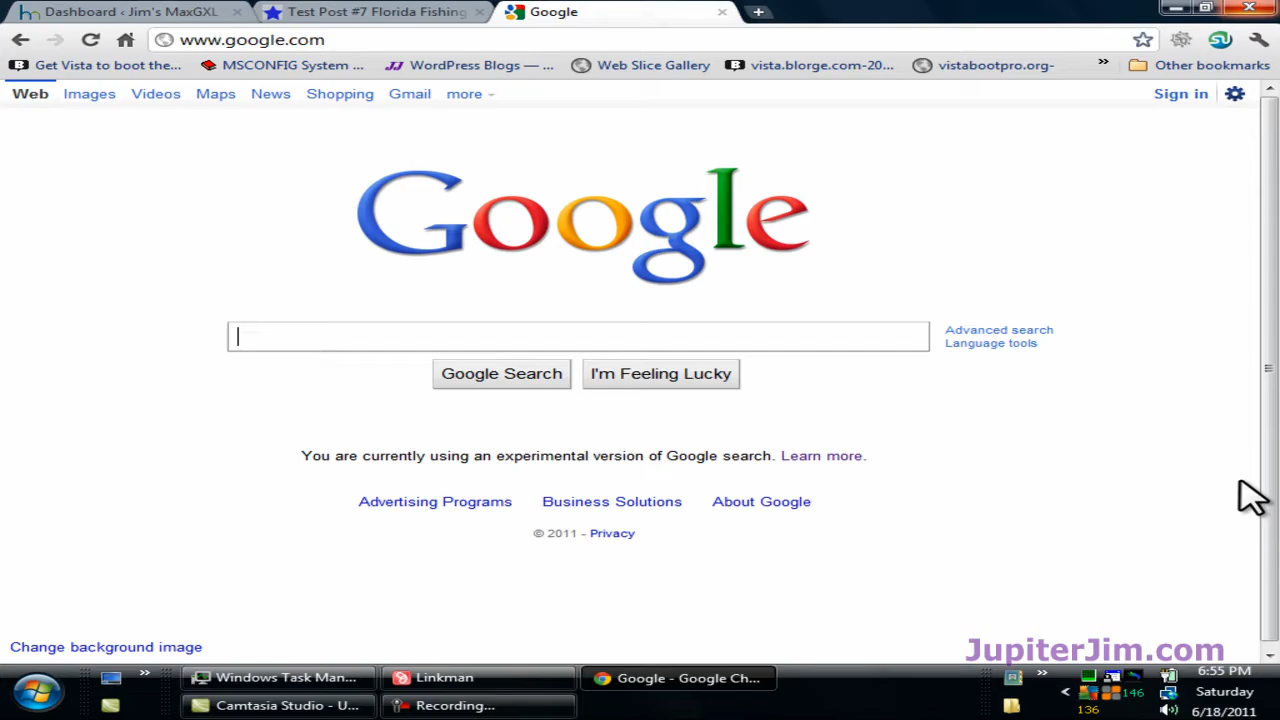 Dashboard ‹ Jim's MaxGXL
Test Post #7 Florida Fishing
Google
www.google.com
Get Vista to boot the...
MSCONFIG System ...
WordPress Blogs — ...
Web Slice Gallery
vista.blorge.com-20...
vistabootpro.org-
Other bookmarks
Web Images Videos Maps News Shopping Gmail more
Sign in
Google
Advanced search
Language tools
Google Search
I'm Feeling Lucky
You are currently using an experimental version of Google search. Learn more.
Advertising Programs
Business Solutions
About Google
© 2011 - Privacy
Change background image
JupiterJim.com
Windows Task Man...
Linkman
Google - Google Ch...
6:55 PM
146
Saturday
Camtasia Studio - U...
Recording...
136
6/18/2011